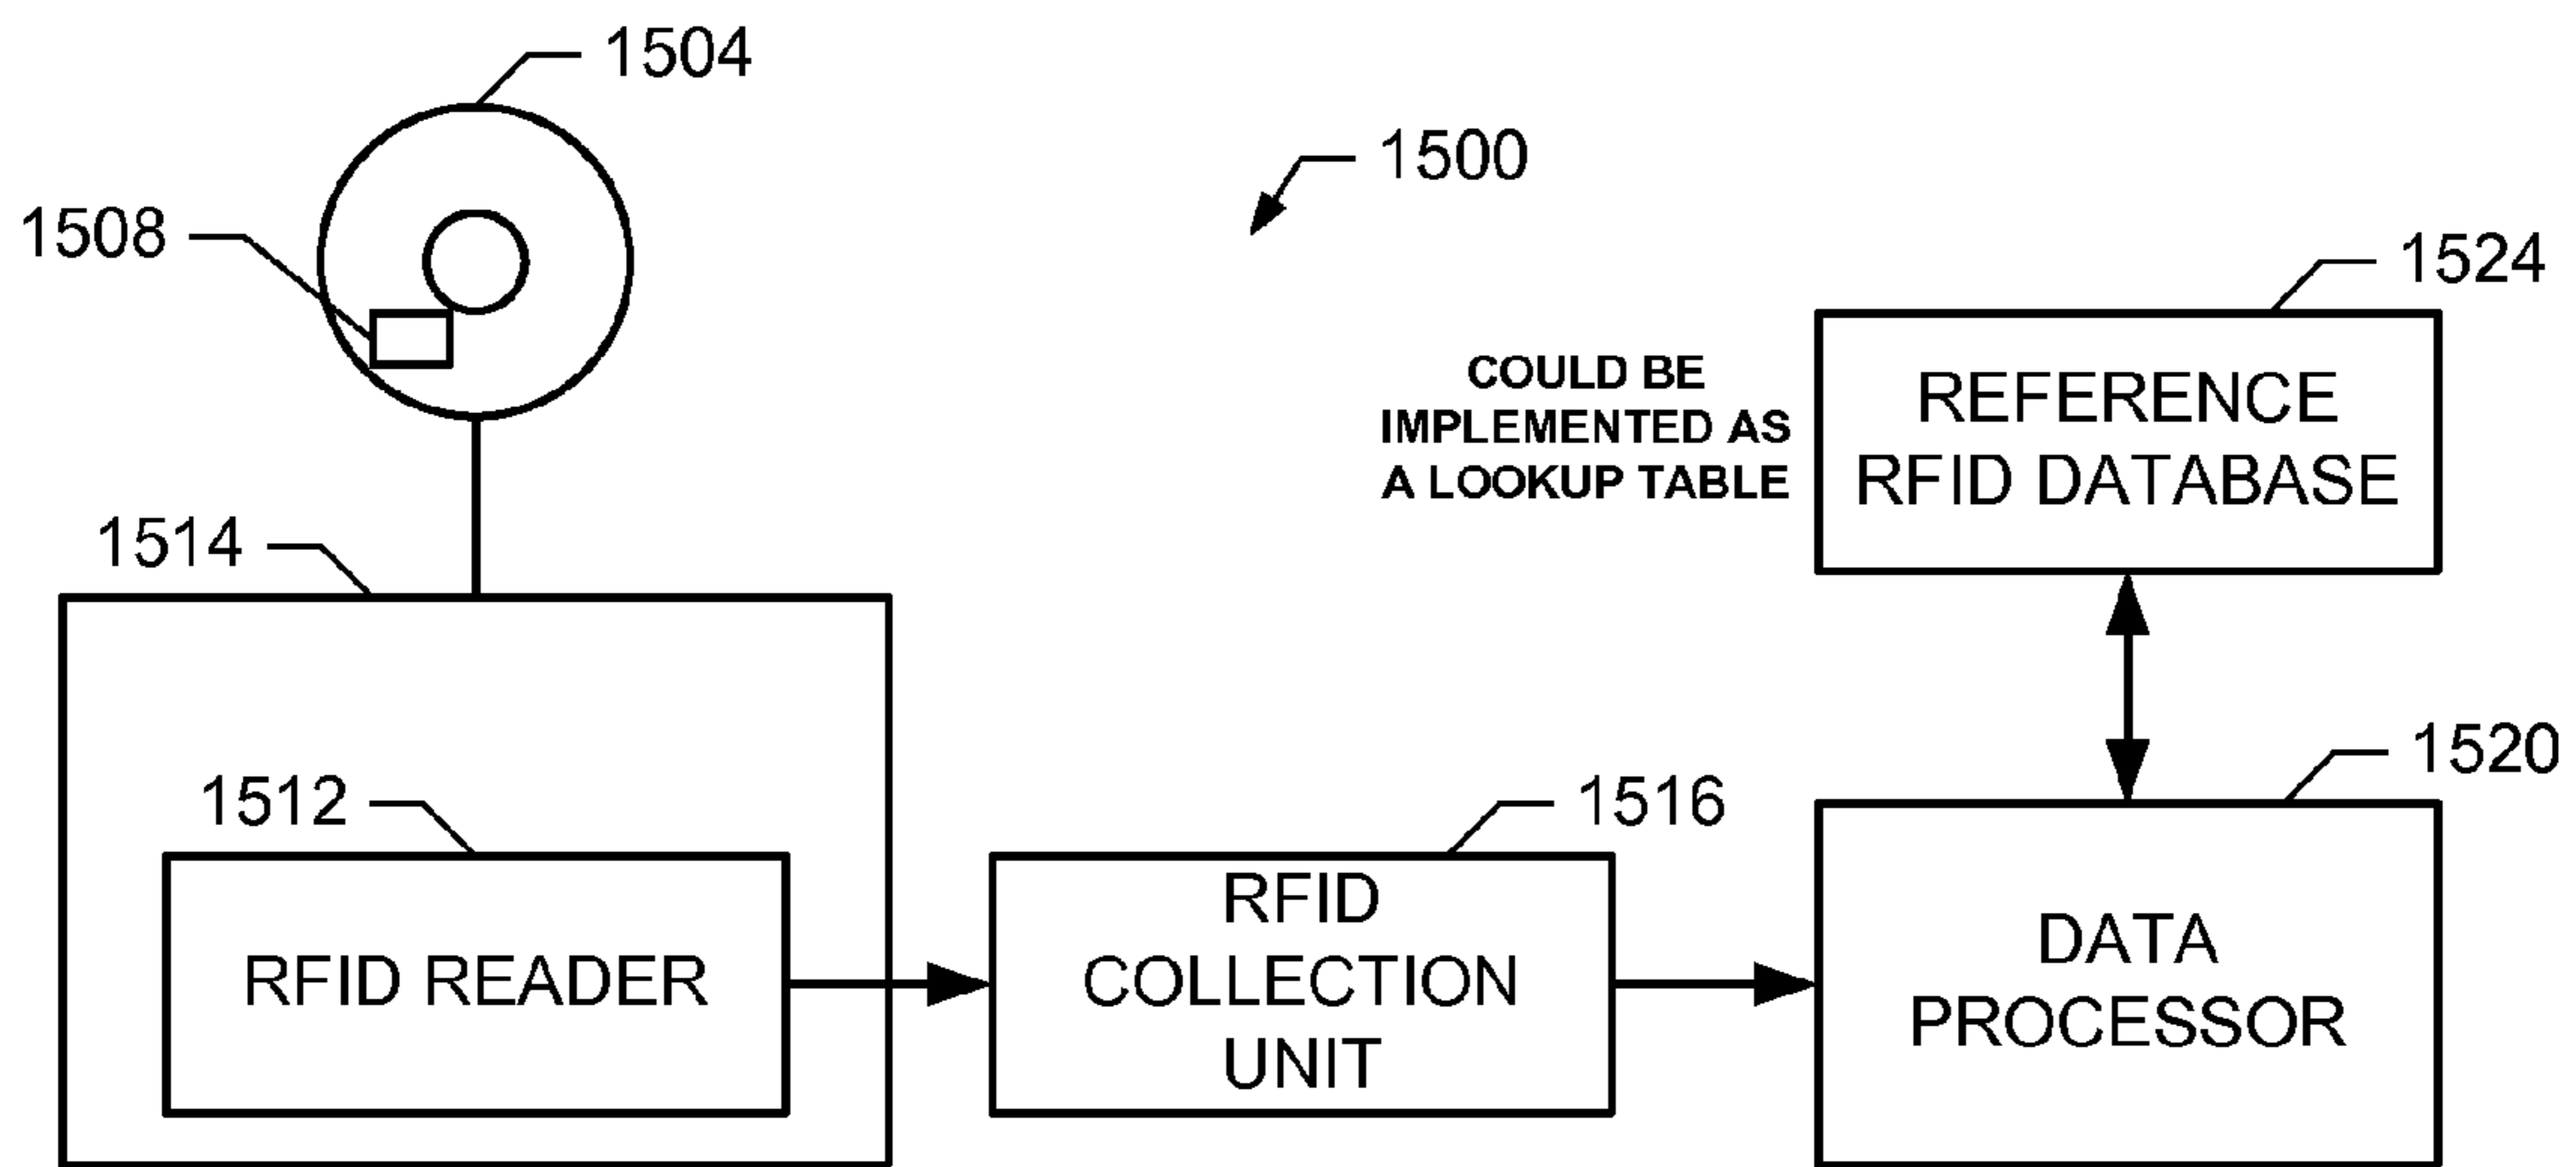 1504
1500
1508
1524
COULD BE
IMPLEMENTED AS
A LOOKUP TABLE
REFERENCE
RFID DATABASE
1514
1520
1512
1516
RFID READER
RFID
COLLECTION
UNIT
DATA
PROCESSOR